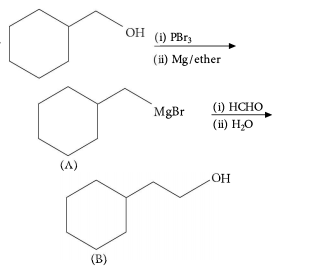 OH (i) PBr₃
(ii) Mg/ether
MgBr (i) HCHO
(ii) H₂O
(A)
OH
(B)